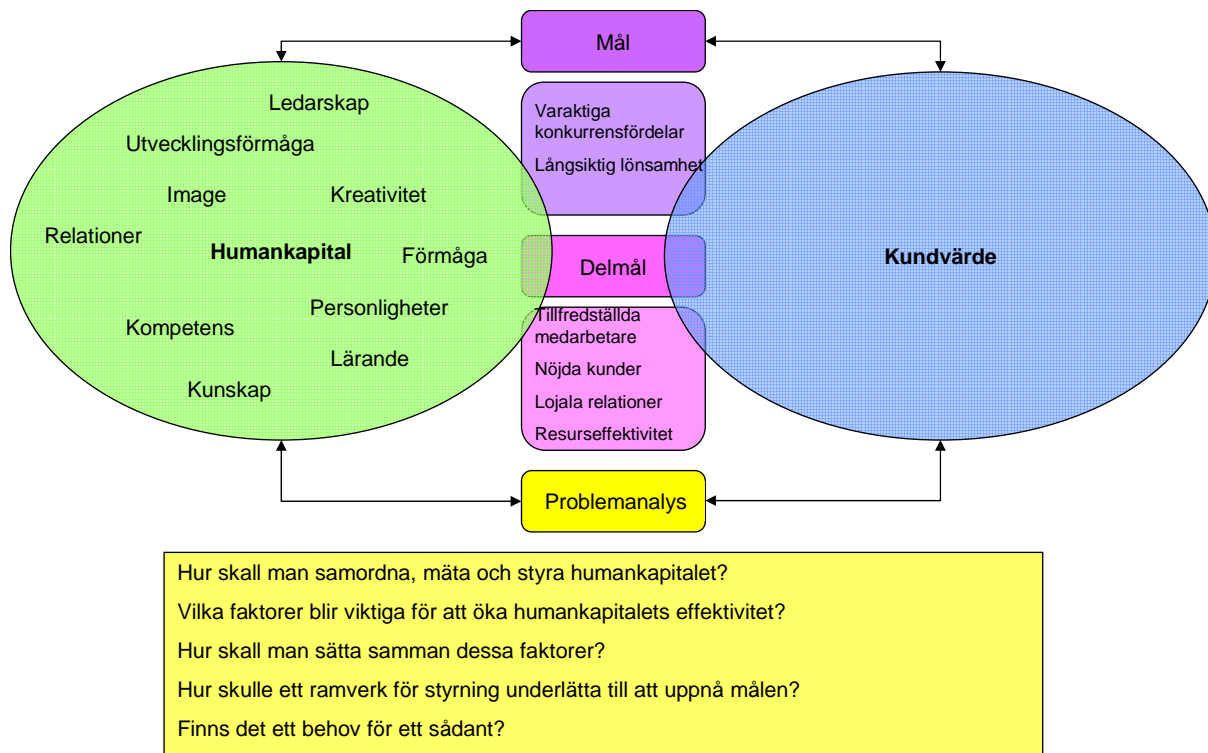 Mål
Ledarskap
Utvecklingsförmåga
Image
Kreativitet
Relationer
Humankapital
Förmåga
Personligheter
Kompetens
Lärande
Kunskap
Varaktiga
konkurrensfördelar
Långsiktig lönsamhet
Delmål
Tillfredställda
medarbetare
Nöjda kunder
Lojala relationer
Resurseffektivitet
Kundvärde
Problemanalys
Hur skall man samordna, mäta och styra humankapitalet?
Vilka faktorer blir viktiga för att öka humankapitalets effektivitet?
Hur skall man sätta samman dessa faktorer?
Hur skulle ett ramverk för styrning underlätta till att uppnå målen?
Finns det ett behov för ett sådant?